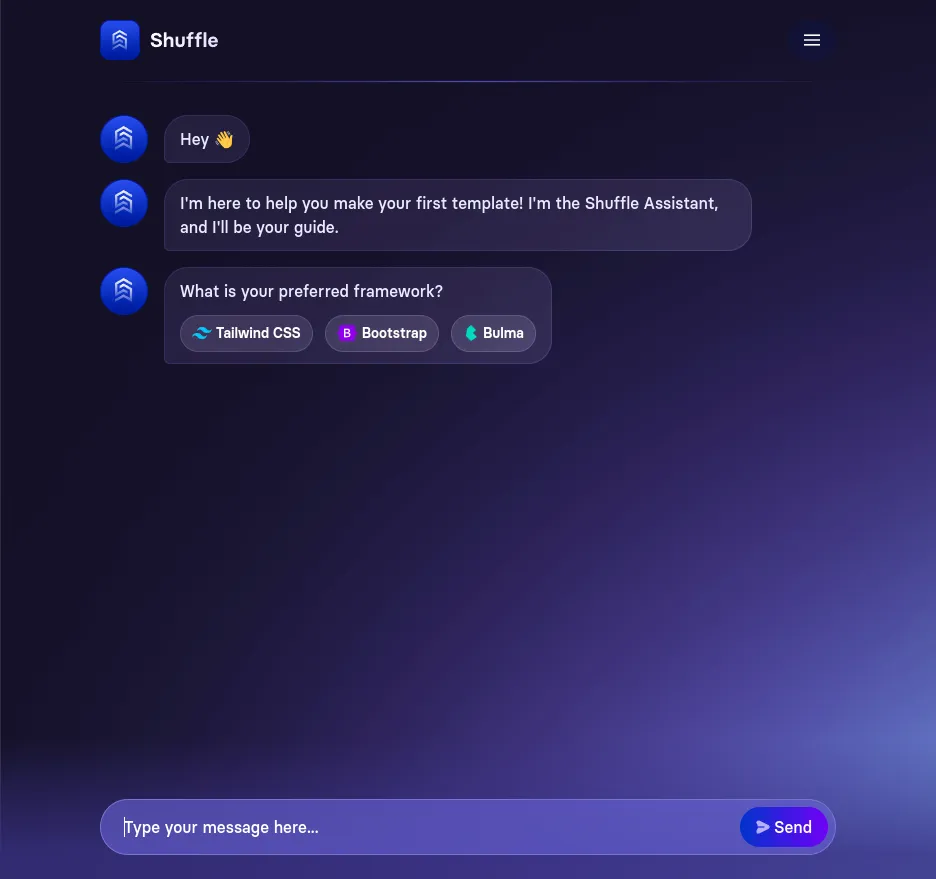 Shuffle
Hey 👋
I'm here to help you make your first template! I'm the Shuffle Assistant,
and I'll be your guide.
What is your preferred framework?
Tailwind CSS
B Bootstrap
Bulma
Type your message here...
Send